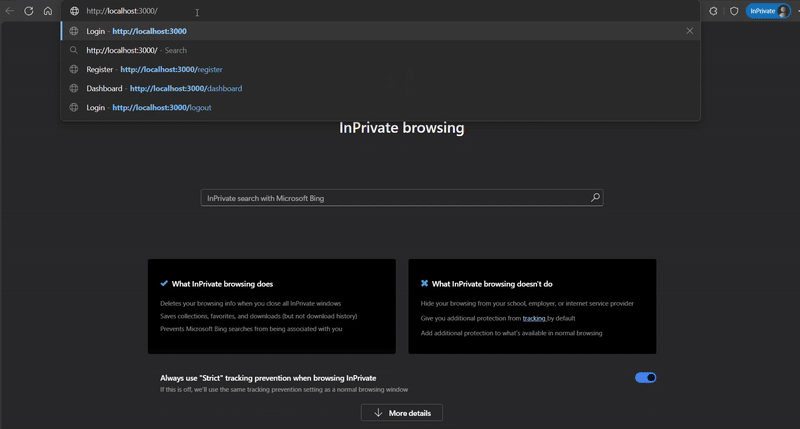 http://localhost:3000/
InPrivate
Login - http://localhost:3000
http://localhost:3000/ - Search
Register - http://localhost:3000/register
Dashboard - http://localhost:3000/dashboard
Login - http://localhost:3000/logout
InPrivate browsing
InPrivate search with Microsoft Bing
What InPrivate browsing does
Deletes your browsing info when you close all InPrivate windows
Saves collections, favorites, and downloads (but not download history)
Prevents Microsoft Bing searches from being associated with you
What InPrivate browsing doesn't do
Hide your browsing from your school, employer, or internet service provider
Give you additional protection from tracking by default
Add additional protection to what's available in normal browsing
Always use "Strict" tracking prevention when browsing InPrivate
If this is off, we'll use the same tracking prevention setting as a normal browsing window
More details